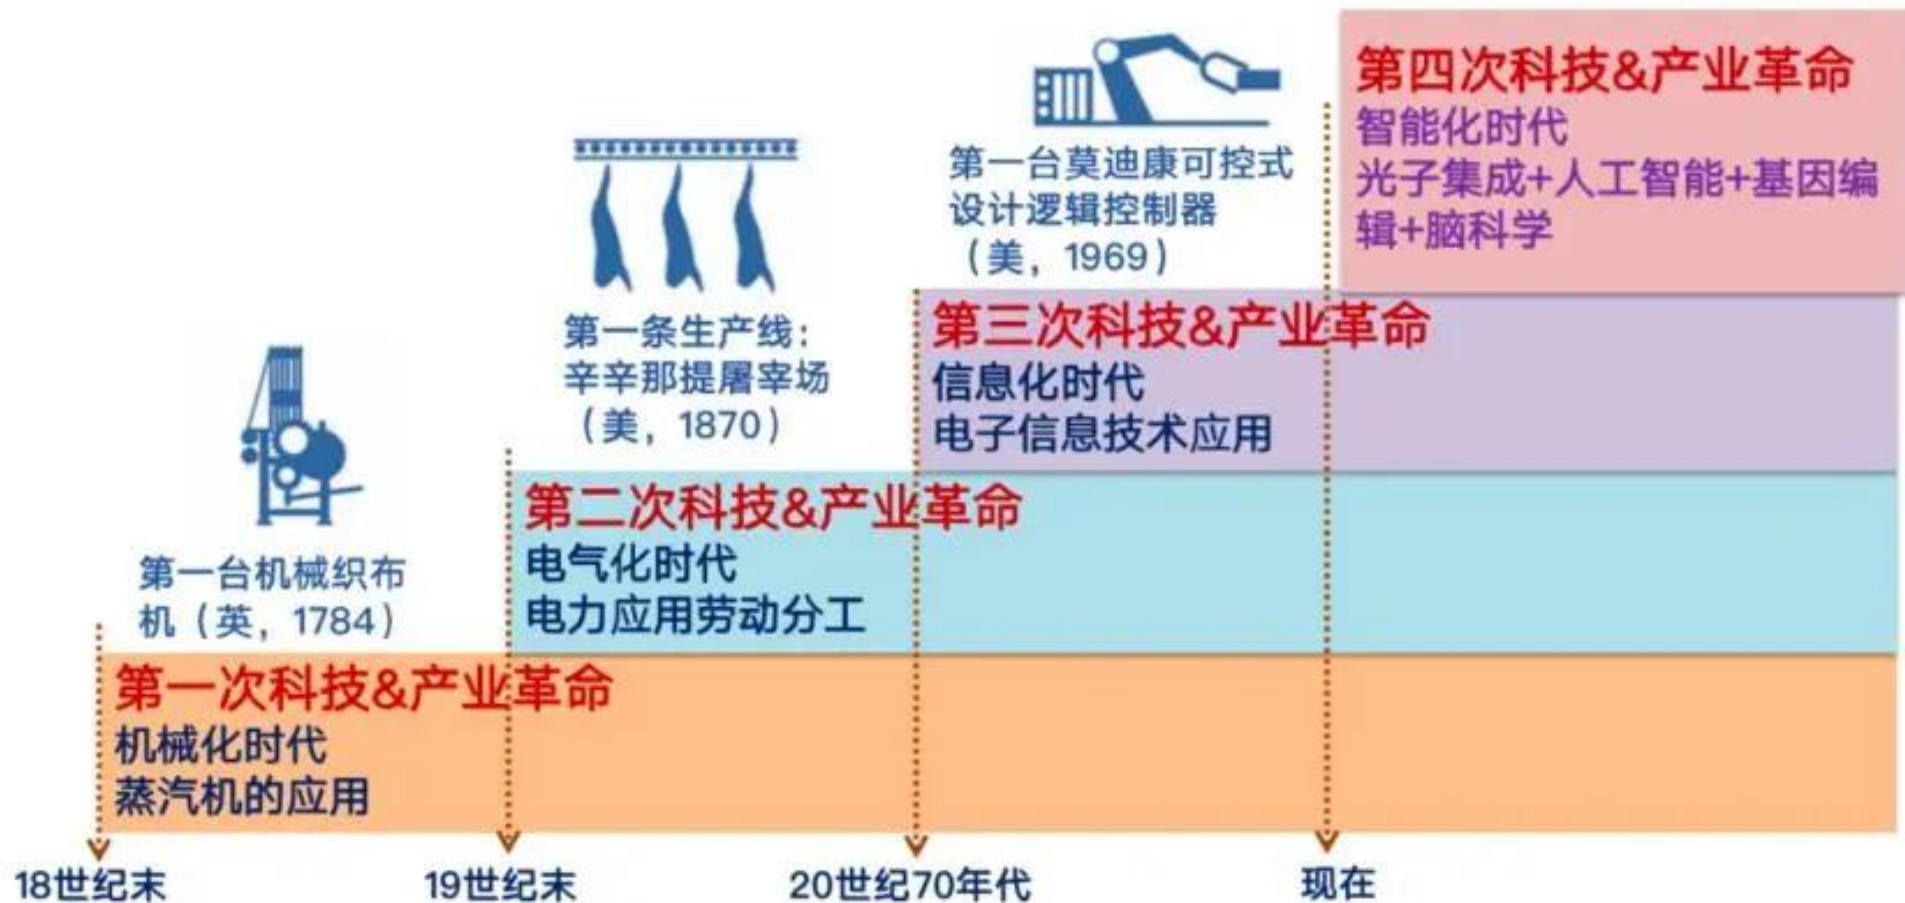 第四次科技&产业革命
智能化时代
光子集成+人工智能+基因编
辑+脑科学
第一台莫迪康可控式
设计逻辑控制器
（美，1969）
第三次科技&产业革命
信息化时代
电子信息技术应用
第一条生产线：
辛辛那提屠宰场
（美，1870）
第二次科技&产业革命
电气化时代
电力应用劳动分工
第一台机械织布
机（英，1784）
第一次科技&产业革命
机械化时代
蒸汽机的应用
18世纪末
19世纪末
20世纪70年代
现在